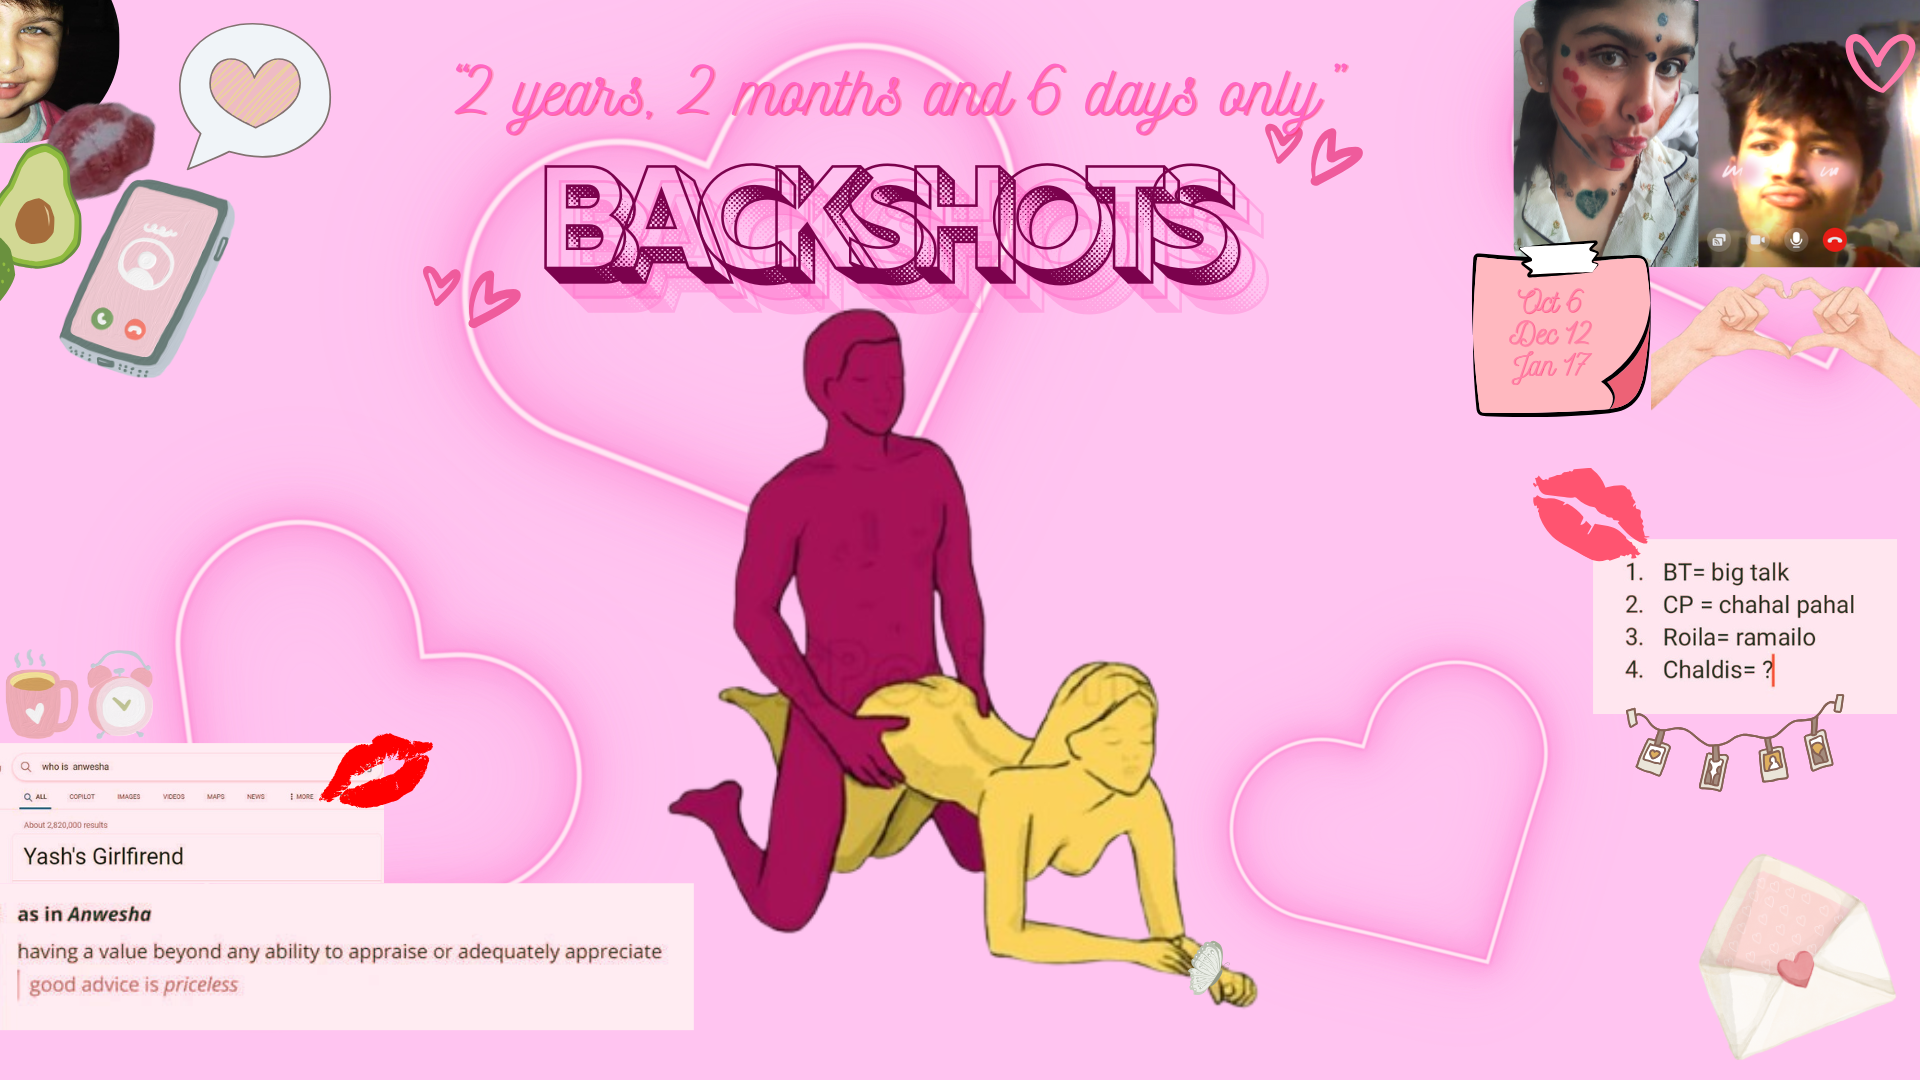 "2 years, 2 months and 6 days only"
BACKSHOTS
Oct 6
Dec 12
Jan 17
1. BT= big talk
2. CP = chahal pahal
3. Roila= ramailo
4. Chaldis= ?
who is anwesha
ALL COPILOT IMAGES VIDEOS MAPS NEWS MORE
About 2,820,000 results
Yash's Girlfirend
as in Anwesha
having a value beyond any ability to appraise or adequately appreciate
good advice is priceless